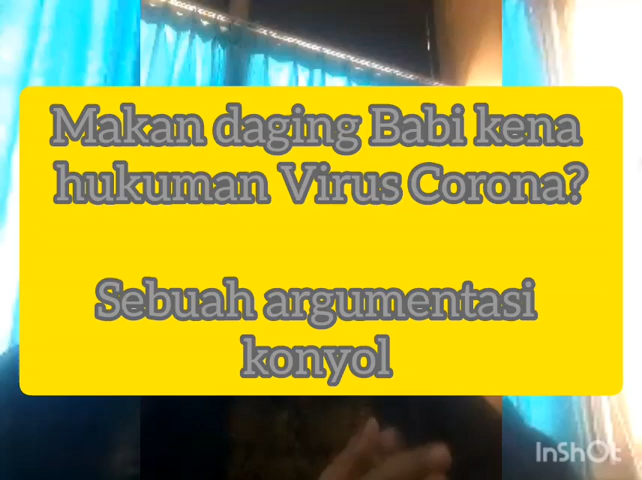 Makan daging Babi kena
hukuman Virus Corona?
Sebuah argumentasi
konyol
InShOt